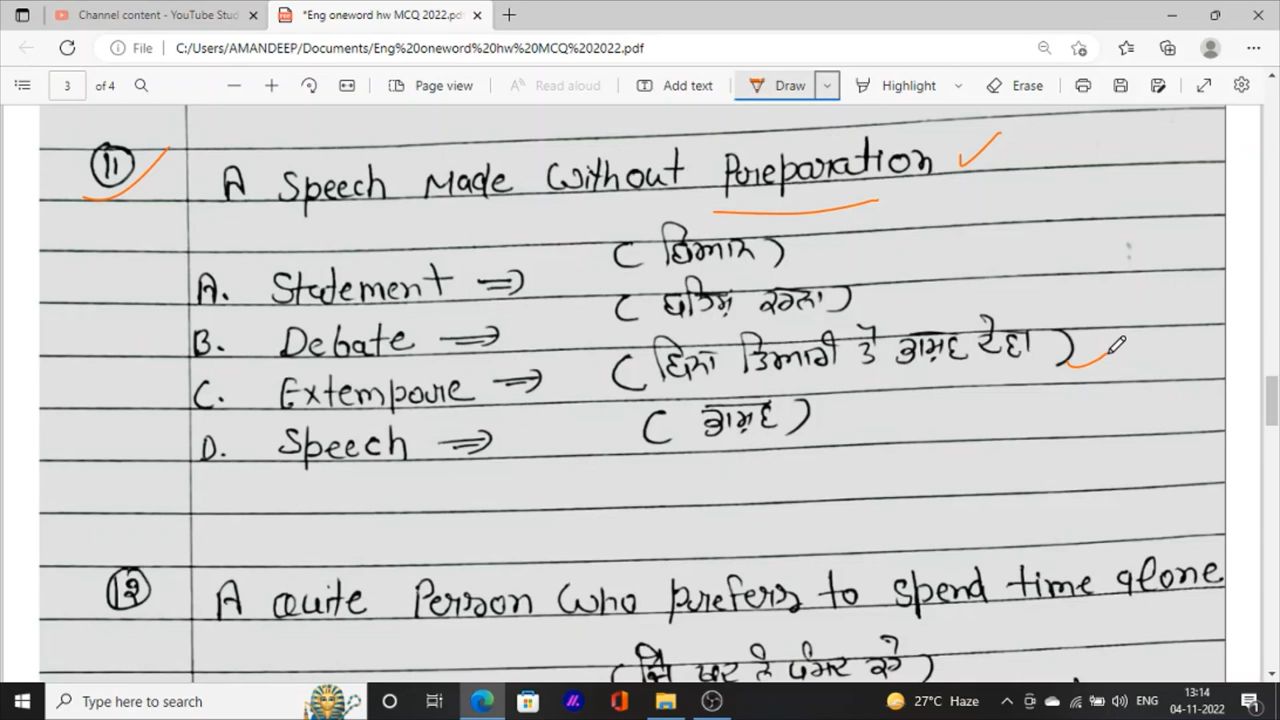 Channel content - YouTube Stud
*Eng oneword hw MCQ 2022.pdf
File
C:/Users/AMANDEEP/Documents/Eng%20oneword%20hw%20MCQ%202022.pdf
3 of 4
Page view
Read aloud
Add text
Draw
Highlight
Erase
11 A Speech Made Without Preparation
A. Statement ⇒ (ਬਿਆਨ)
B. Debate ⇒ (ਬਹਿਸ ਕਰਨਾ)
C. Extempore ⇒ (ਬਿਨਾਂ ਤਿਆਰੀ ਤੋਂ ਭਾਸ਼ਣ ਦੇਣਾ)
D. Speech ⇒ (ਭਾਸ਼ਣ)
12 A quite Person who prefers to spend time alone
Type here to search
27°C Haze
ENG
13:14
04-11-2022
1